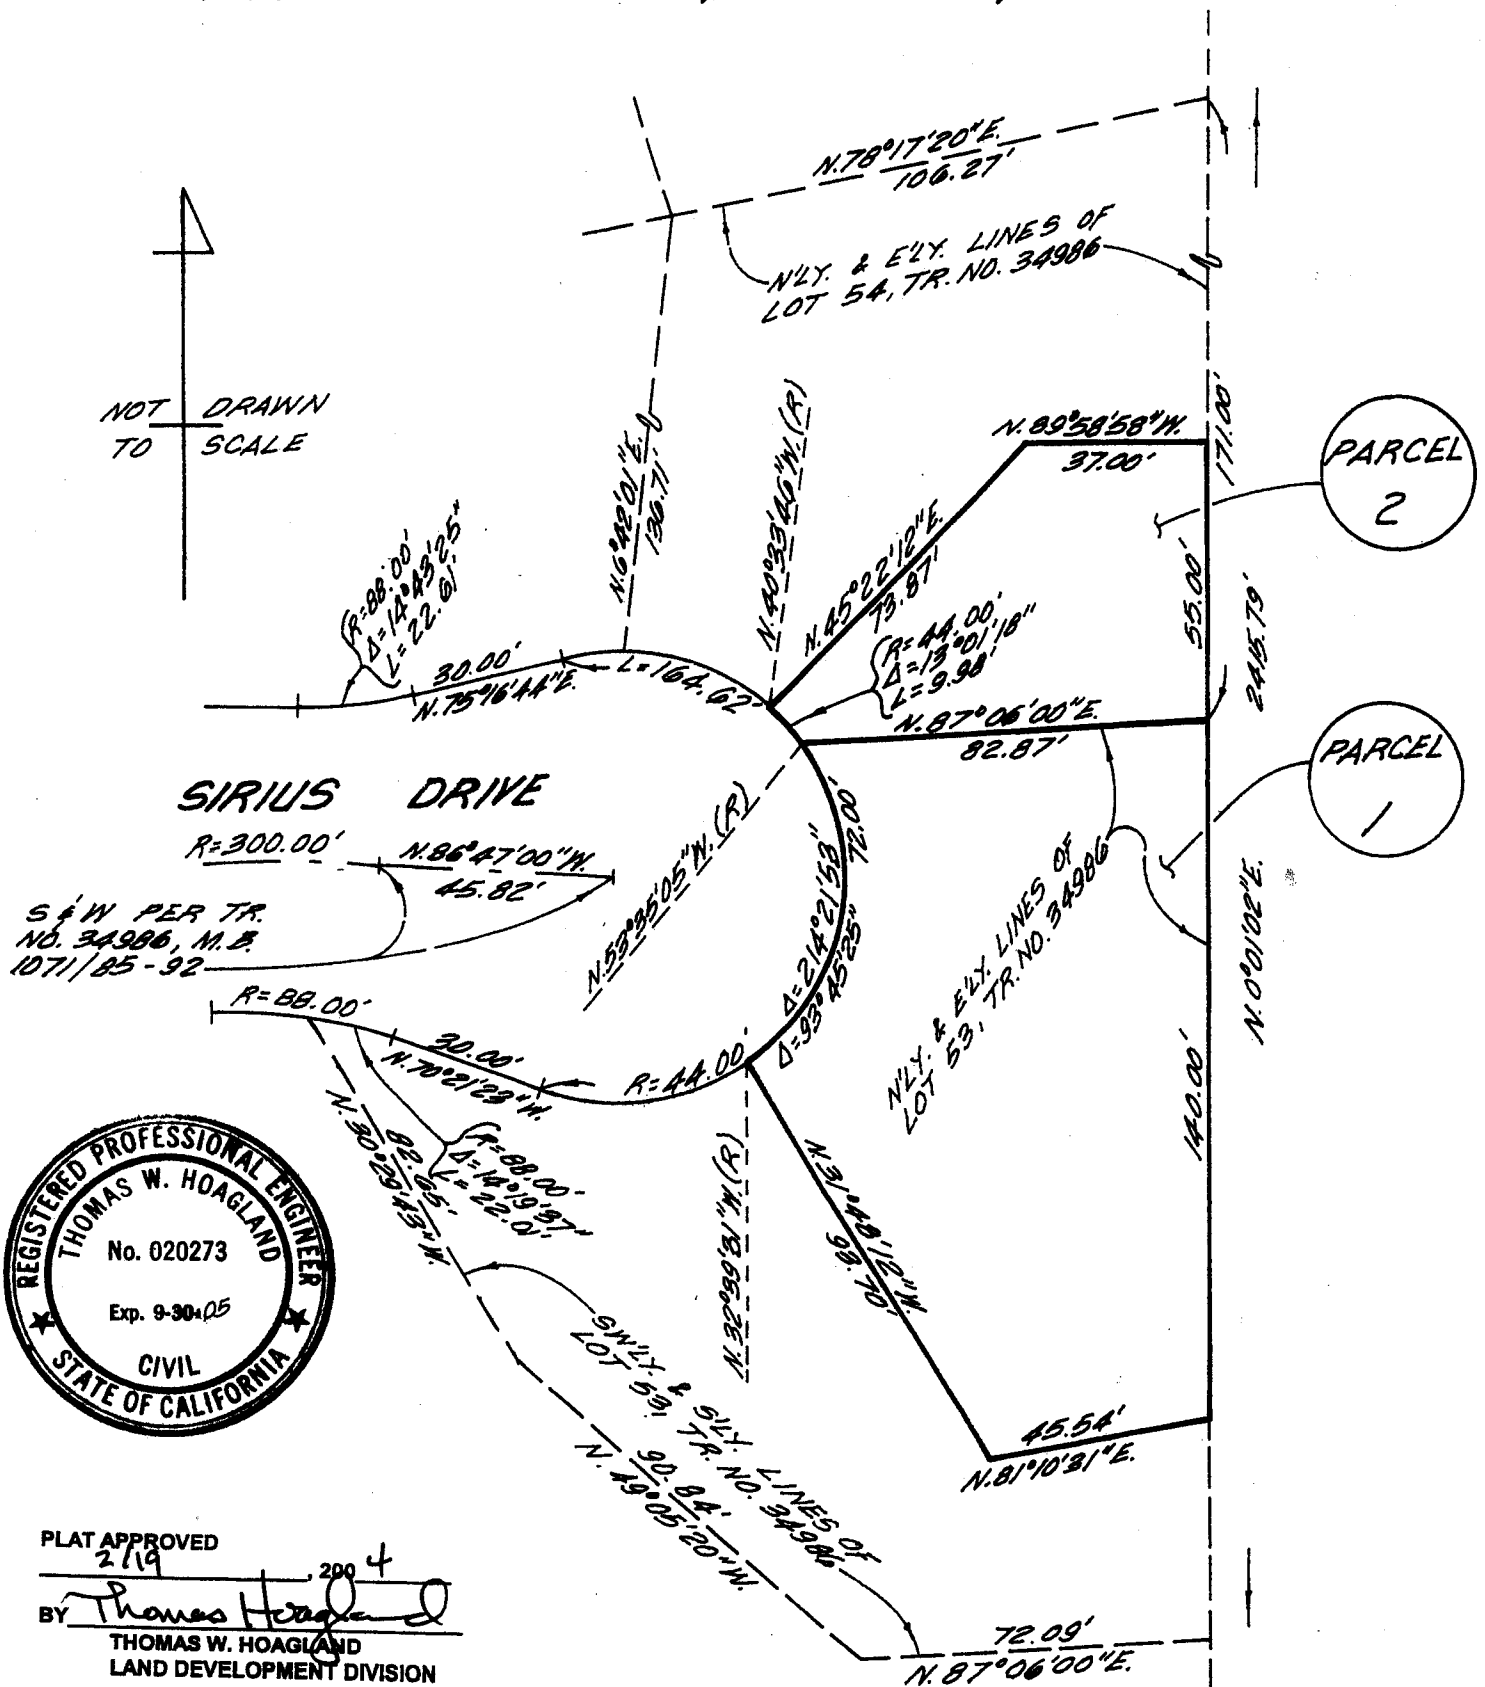 N.78°17'20"E.
106.27'
N'LY. & E'LY. LINES OF
LOT 54, TR. NO. 34986
NOT DRAWN
TO SCALE
N.6°42'01"E.
136.71'
N.40°33'46"W.(R)
N.89°58'58"W.
37.00'
171.00'
PARCEL
2
N.45°22'12"E.
73.87'
R=88.00'
Δ=14°43'25"
L=22.61'
30.00'
N.75°16'44"E.
L=164.62'
R=44.00'
Δ=13°01'18"
L=9.98'
55.00'
245.79'
N.87°06'00"E.
82.87'
PARCEL
1
SIRIUS DRIVE
R=300.00'
N.86°47'00"W.
45.82'
S & W PER TR.
NO. 34986, M.B.
1071/85-92
N.53°35'05"W.(R)
72.00'
Δ=214°21'53"
Δ=93°45'25"
N'LY. & E'LY. LINES OF
LOT 53, TR. NO. 34986
N.0°01'02"E.
140.00'
R=88.00'
30.00'
N.70°21'23"W.
R=44.00'
R=88.00'
Δ=14°19'37"
L=22.01'
82.65'
N.30°29'43"W.
(R)
N.31°48'12"W.
93.70'
SW'LY. & S'LY. LINES OF
LOT 53, TR. NO. 34986
90.84'
N.49°05'20"W.
45.54'
N.81°10'31"E.
72.09'
N.87°06'00"E.
REGISTERED PROFESSIONAL ENGINEER
THOMAS W. HOAGLAND
No. 020273
Exp. 9-30-05
CIVIL
STATE OF CALIFORNIA
PLAT APPROVED
2/19, 2004
BY Thomas Hoagland
THOMAS W. HOAGLAND
LAND DEVELOPMENT DIVISION